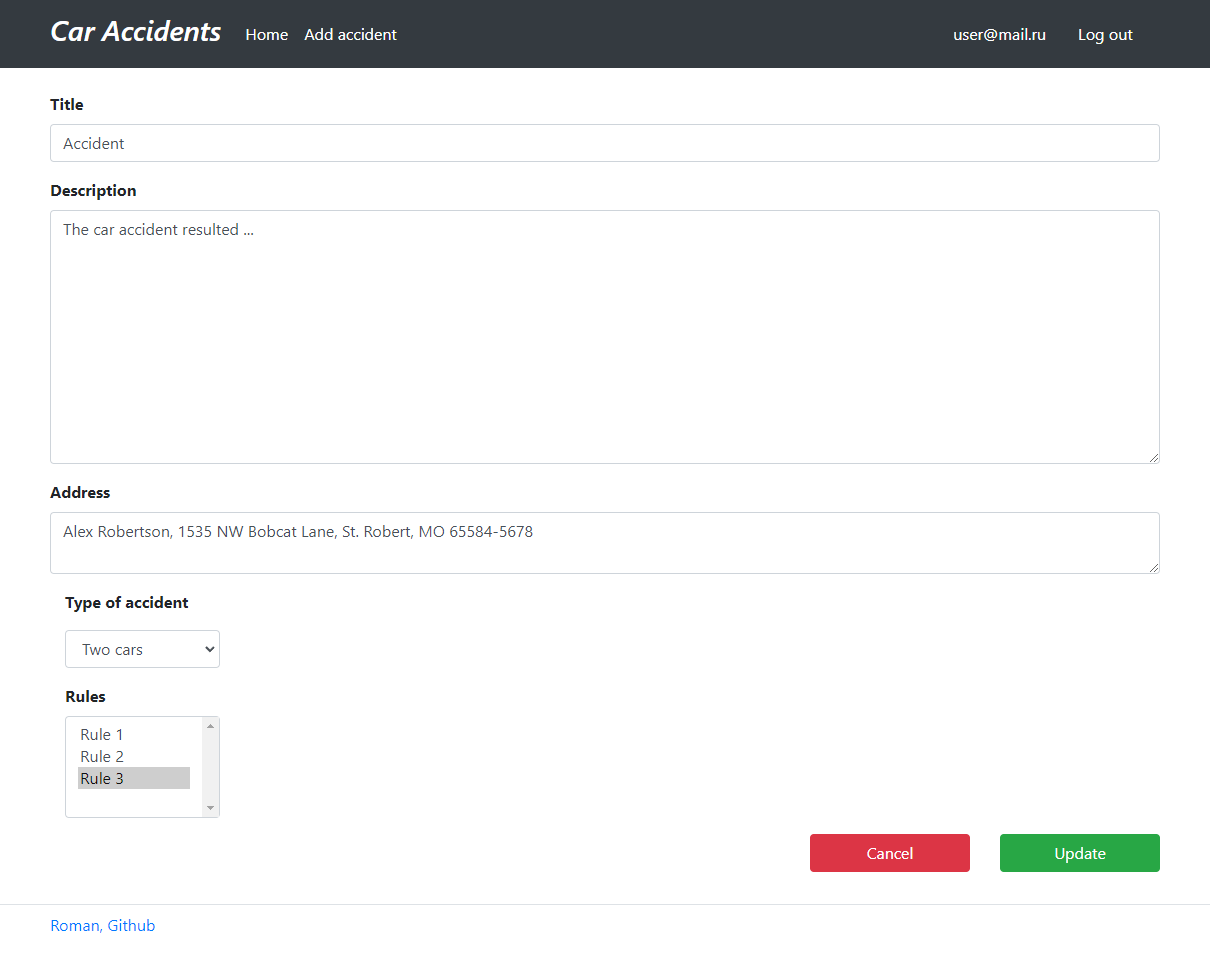 Car Accidents Home Add accident user@mail.ru Log out
Title
Accident
Description
The car accident resulted ...
Address
Alex Robertson, 1535 NW Bobcat Lane, St. Robert, MO 65584-5678
Type of accident
Two cars
Rules
Rule 1
Rule 2
Rule 3
Cancel Update
Roman, Github